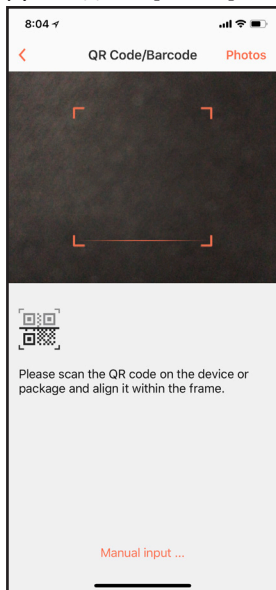 8:04
QR Code/Barcode
Photos
Please scan the QR code on the device or
package and align it within the frame.
Manual input ...